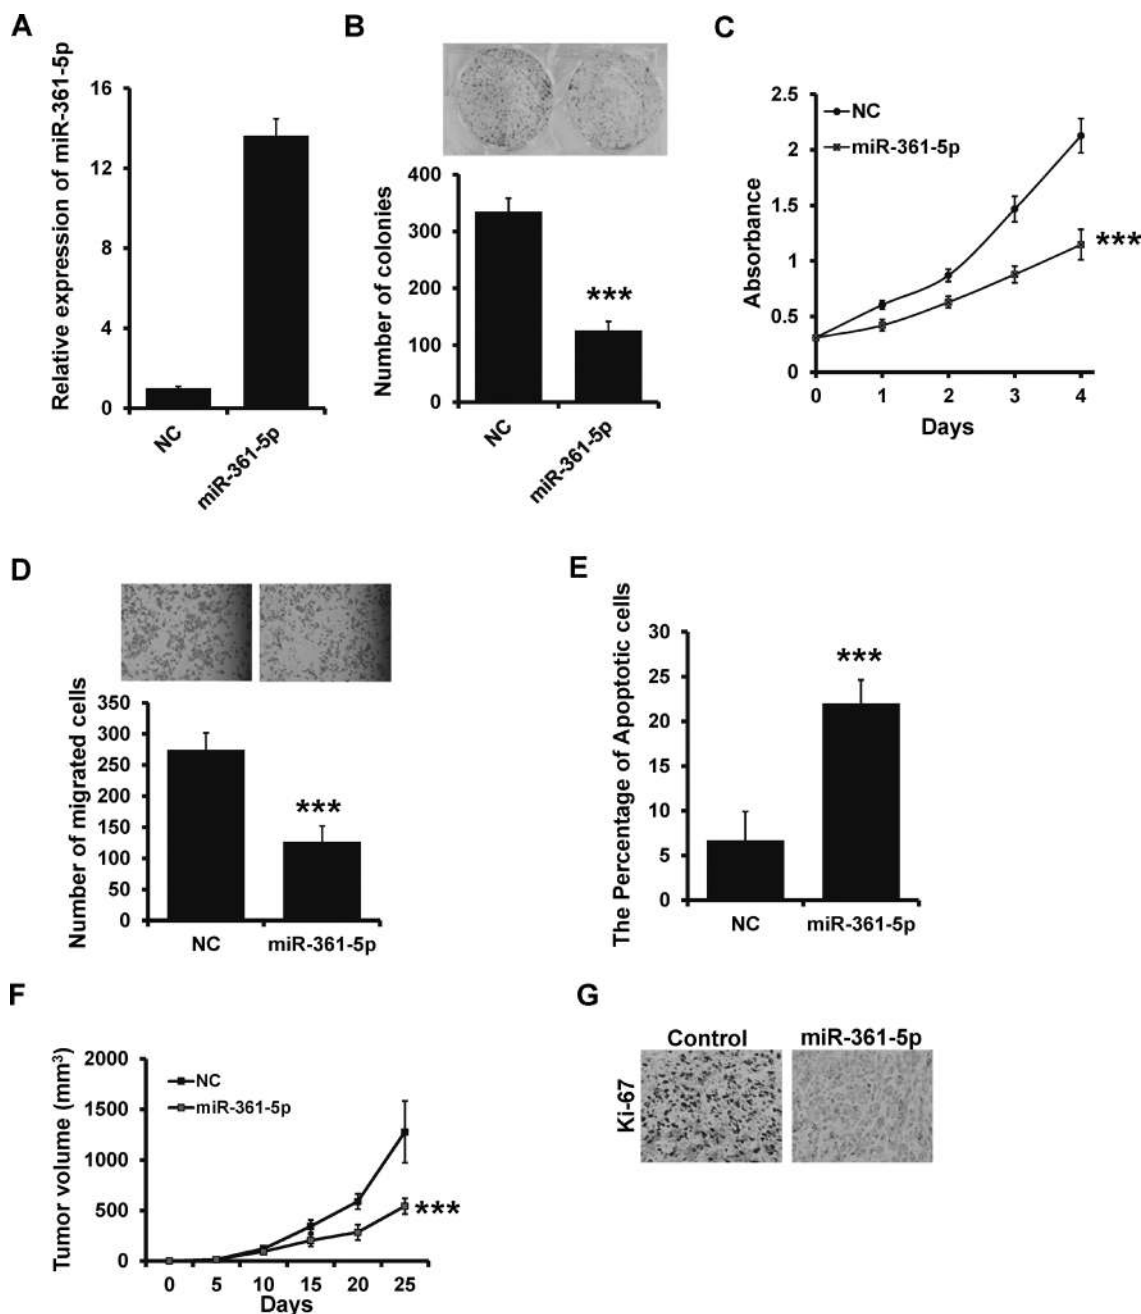 A
Relative expression of miR-361-5p
16
12
8
4
0
NC
miR-361-5p
B
Number of colonies
400
300
200
100
0
***
NC
miR-361-5p
C
Absorbance
2.5
2
1.5
1
0.5
0
NC
miR-361-5p
***
0 1 2 3 4
Days
D
Number of migrated cells
350
300
250
200
150
100
50
0
***
NC miR-361-5p
E
The Percentage of Apoptotic cells
30
25
20
15
10
5
0
***
NC miR-361-5p
F
Tumor volume (mm³)
2000
1500
1000
500
0
NC
miR-361-5p
***
0 5 10 15 20 25
Days
G
Control miR-361-5p
Ki-67